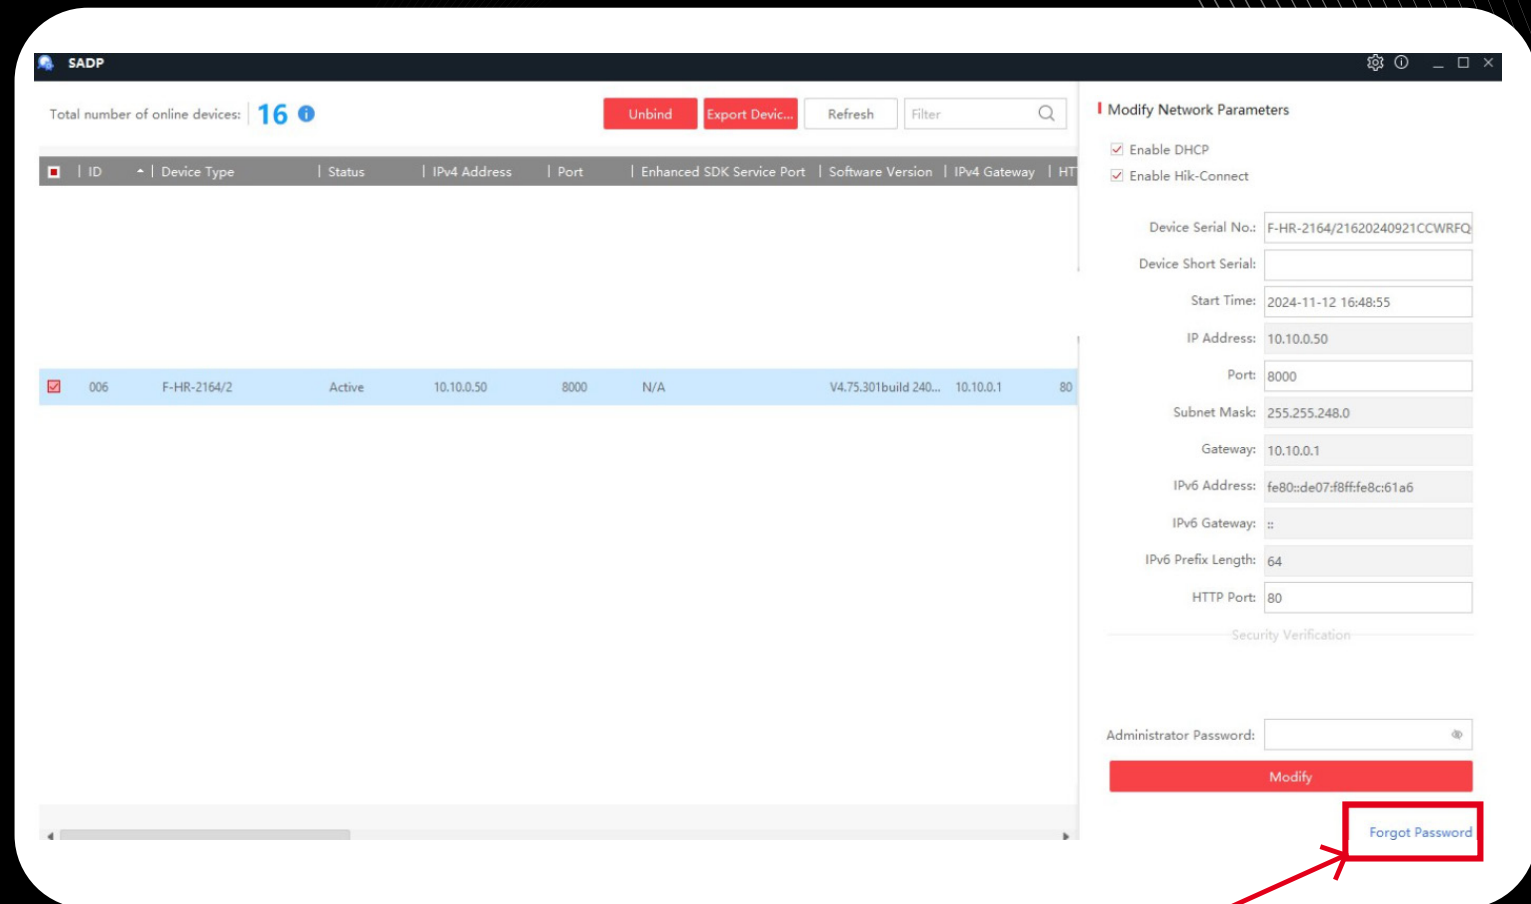 SADP
Total number of online devices: 16
Unbind
Export Devic...
Refresh
Filter
ID Device Type Status IPv4 Address Port Enhanced SDK Service Port Software Version IPv4 Gateway HT
006 F-HR-2164/2 Active 10.10.0.50 8000 N/A V4.75.301build 240... 10.10.0.1 80
Modify Network Parameters
Enable DHCP
Enable Hik-Connect
Device Serial No.: F-HR-2164/21620240921CCWRFQ
Device Short Serial:
Start Time: 2024-11-12 16:48:55
IP Address: 10.10.0.50
Port: 8000
Subnet Mask: 255.255.248.0
Gateway: 10.10.0.1
IPv6 Address: fe80::de07:f8ff:fe8c:61a6
IPv6 Gateway: ::
IPv6 Prefix Length: 64
HTTP Port: 80
Security Verification
Administrator Password:
Modify
Forgot Password